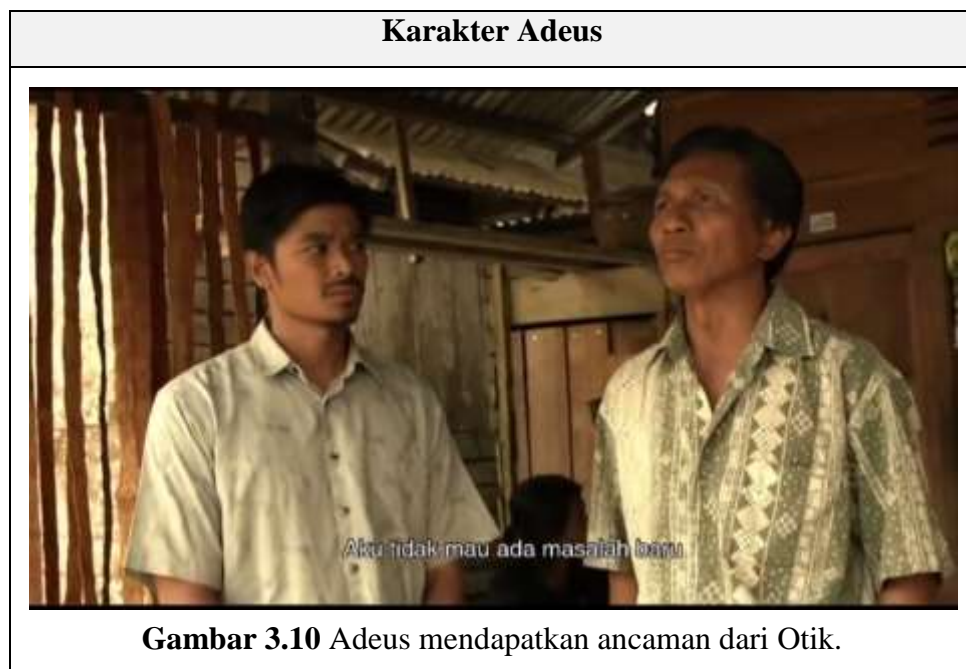 Karakter Adeus
Aku tidak mau ada masalah baru
Gambar 3.10 Adeus mendapatkan ancaman dari Otik.